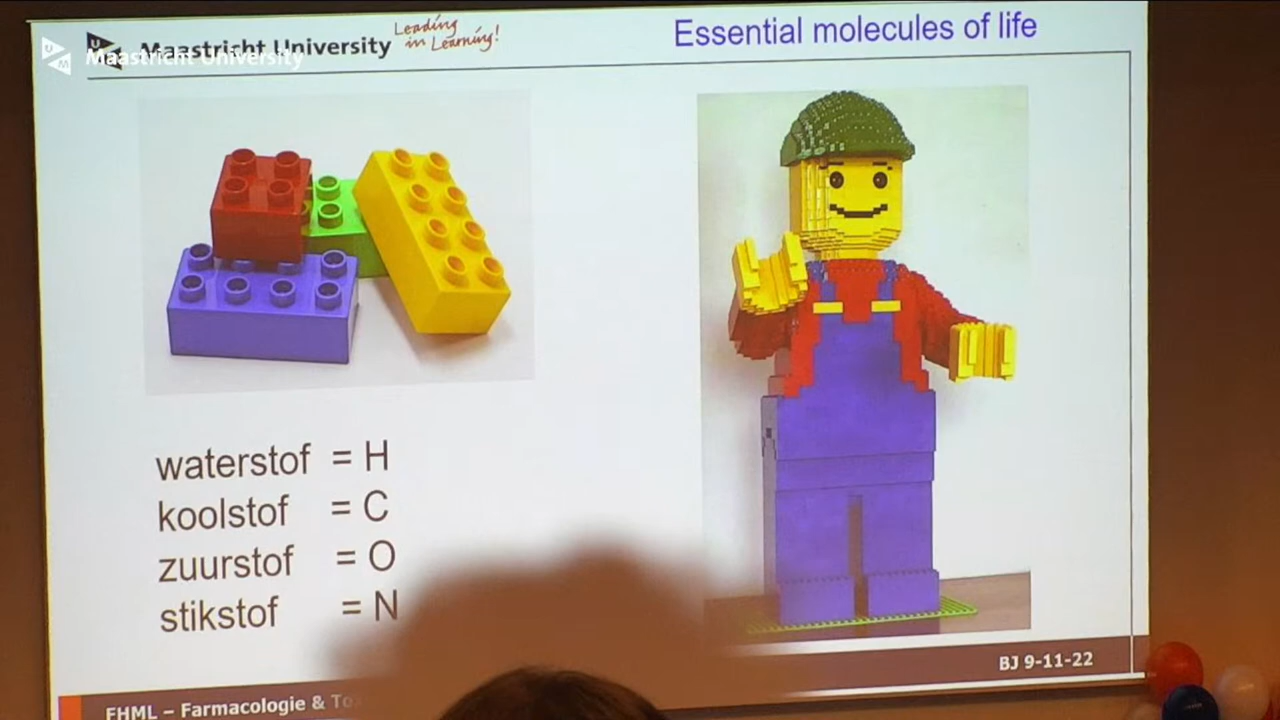 Maastricht University
Leading
in Learning!
Essential molecules of life
Maastricht University
waterstof = H
koolstof = C
zuurstof = O
stikstof = N
BJ 9-11-22
FHML – Farmacologie &